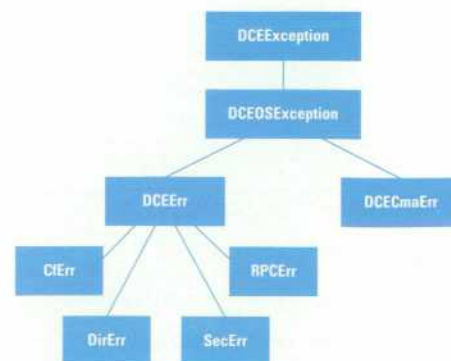 DCEException
DCEOSException
DCEErr
DCECmaErr
CfErr
RPCErr
DirErr
SecErr